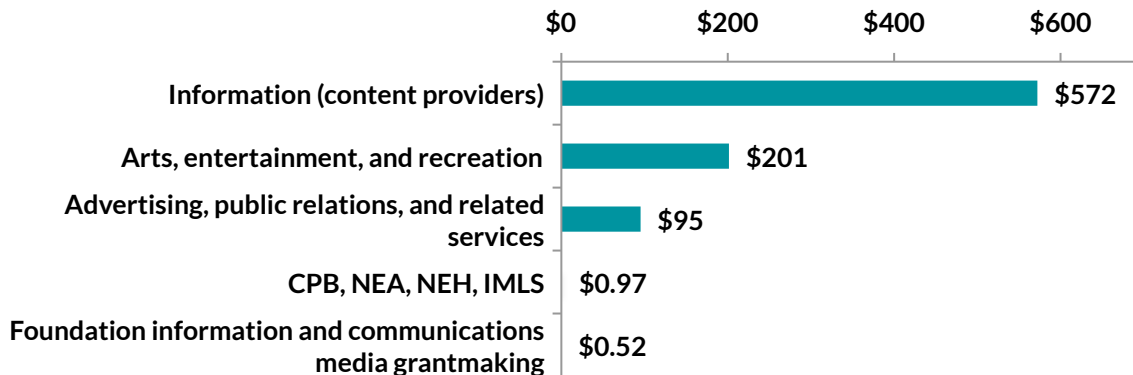 $0 $200 $400 $600
Information (content providers) $572
Arts, entertainment, and recreation $201
Advertising, public relations, and related
services $95
CPB, NEA, NEH, IMLS $0.97
Foundation information and communications
media grantmaking $0.52